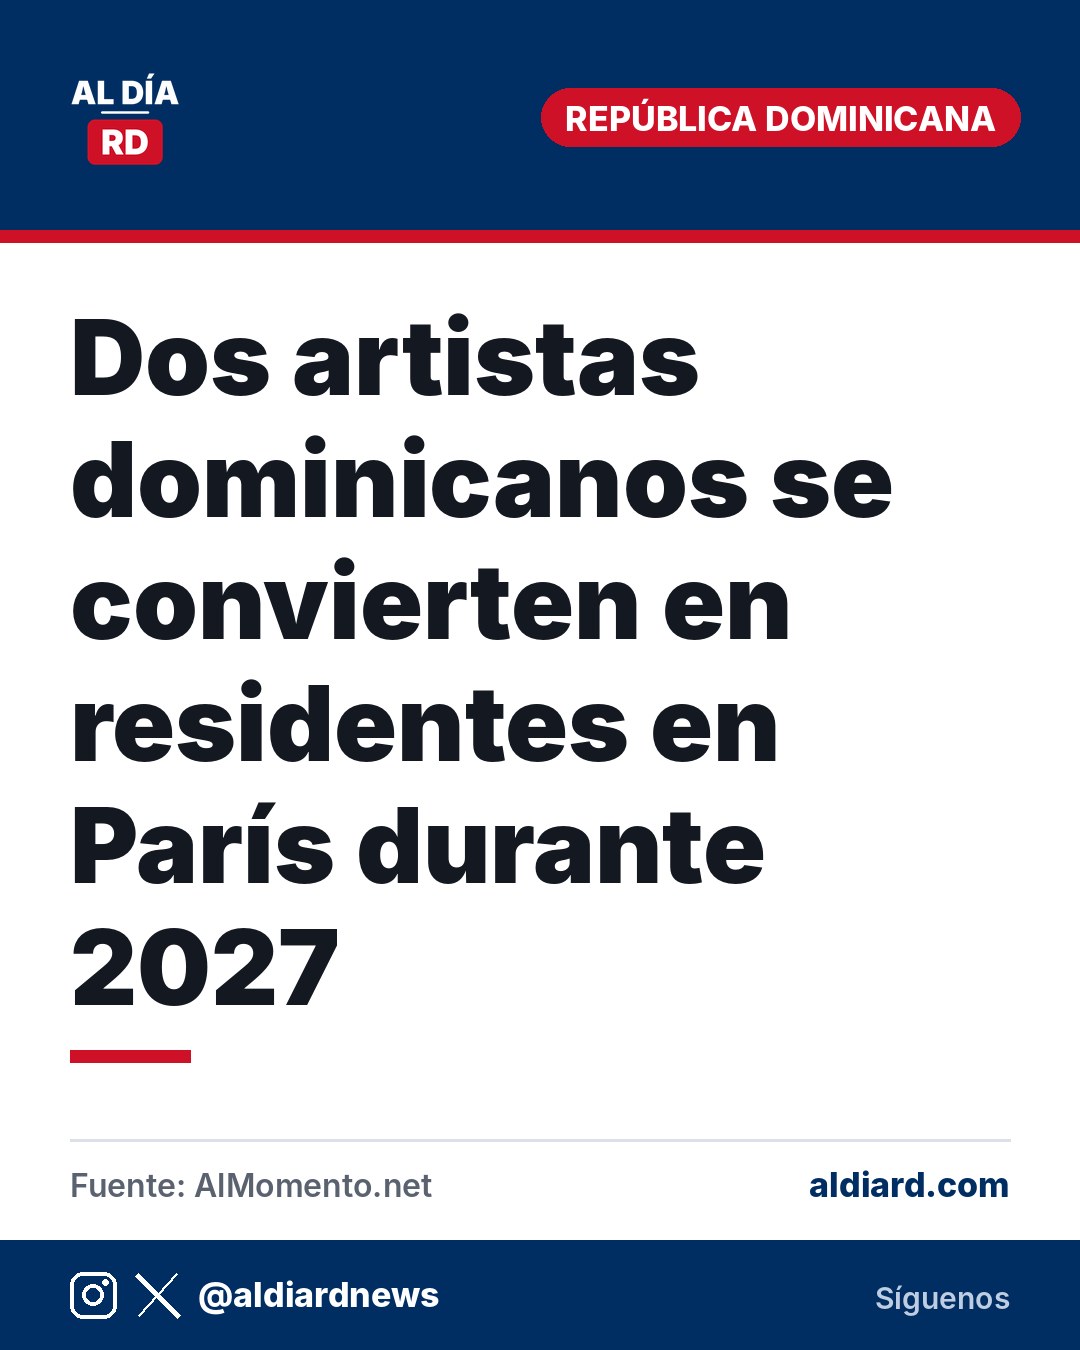 AL DÍA
RD
REPÚBLICA DOMINICANA
Dos artistas
dominicanos se
convierten en
residentes en
París durante
2027
Fuente: AlMomento.net
aldiard.com
@aldiardnews
Síguenos